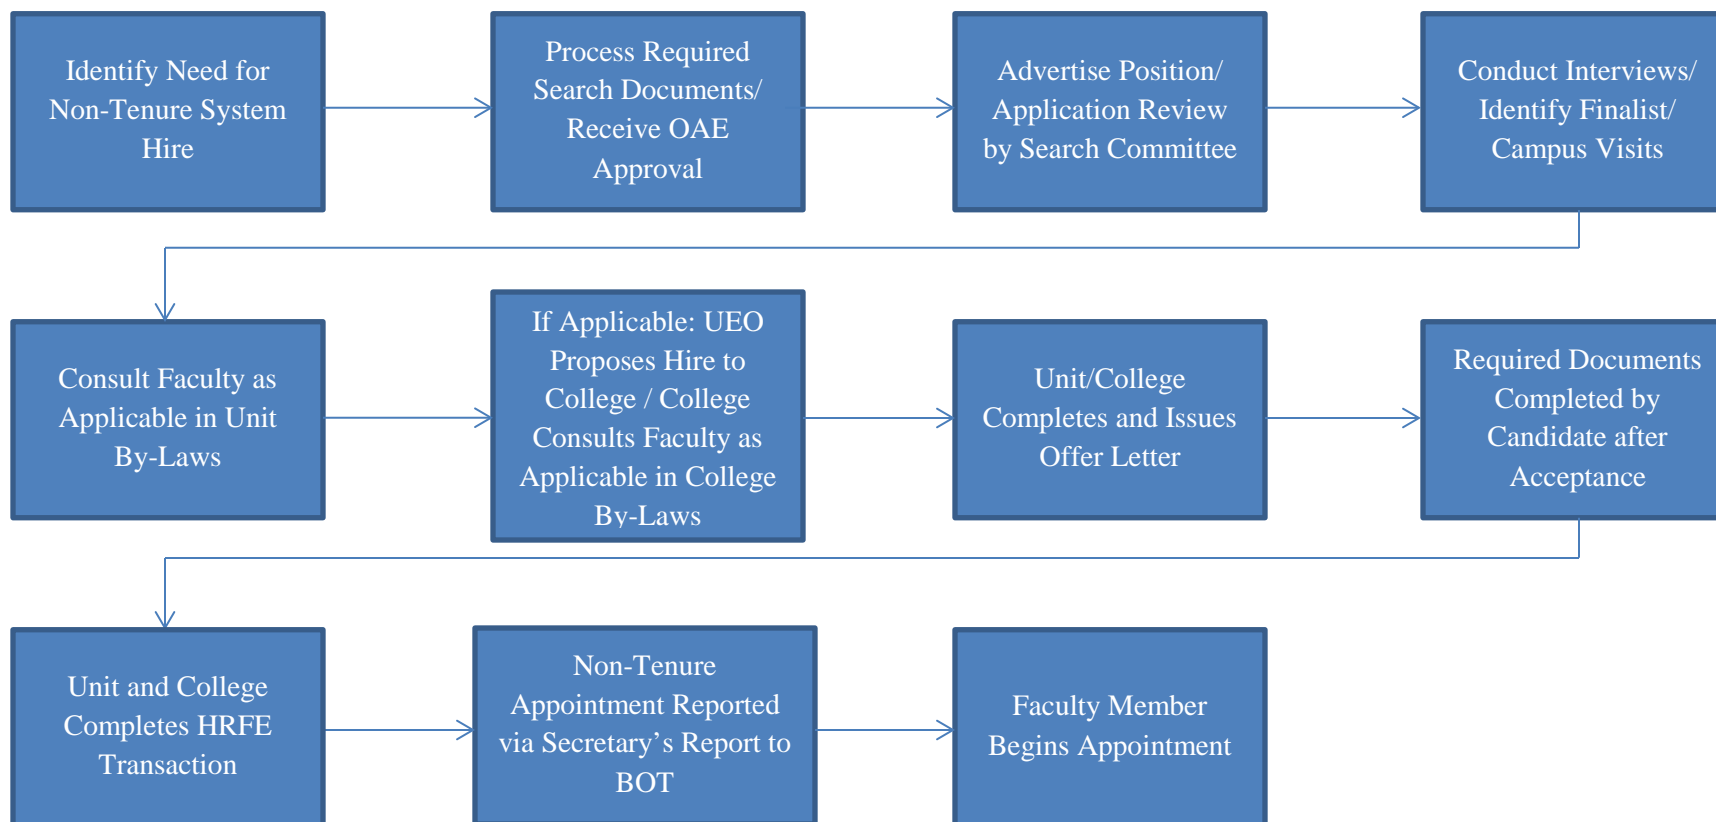 Identify Need for
Non-Tenure System
Hire
Process Required
Search Documents/
Receive OAE
Approval
Advertise Position/
Application Review
by Search Committee
Conduct Interviews/
Identify Finalist/
Campus Visits
Consult Faculty as
Applicable in Unit
By-Laws
If Applicable: UEO
Proposes Hire to
College / College
Consults Faculty as
Applicable in College
By-Laws
Unit/College
Completes and Issues
Offer Letter
Required Documents
Completed by
Candidate after
Acceptance
Unit and College
Completes HRFE
Transaction
Non-Tenure
Appointment Reported
via Secretary’s Report to
BOT
Faculty Member
Begins Appointment